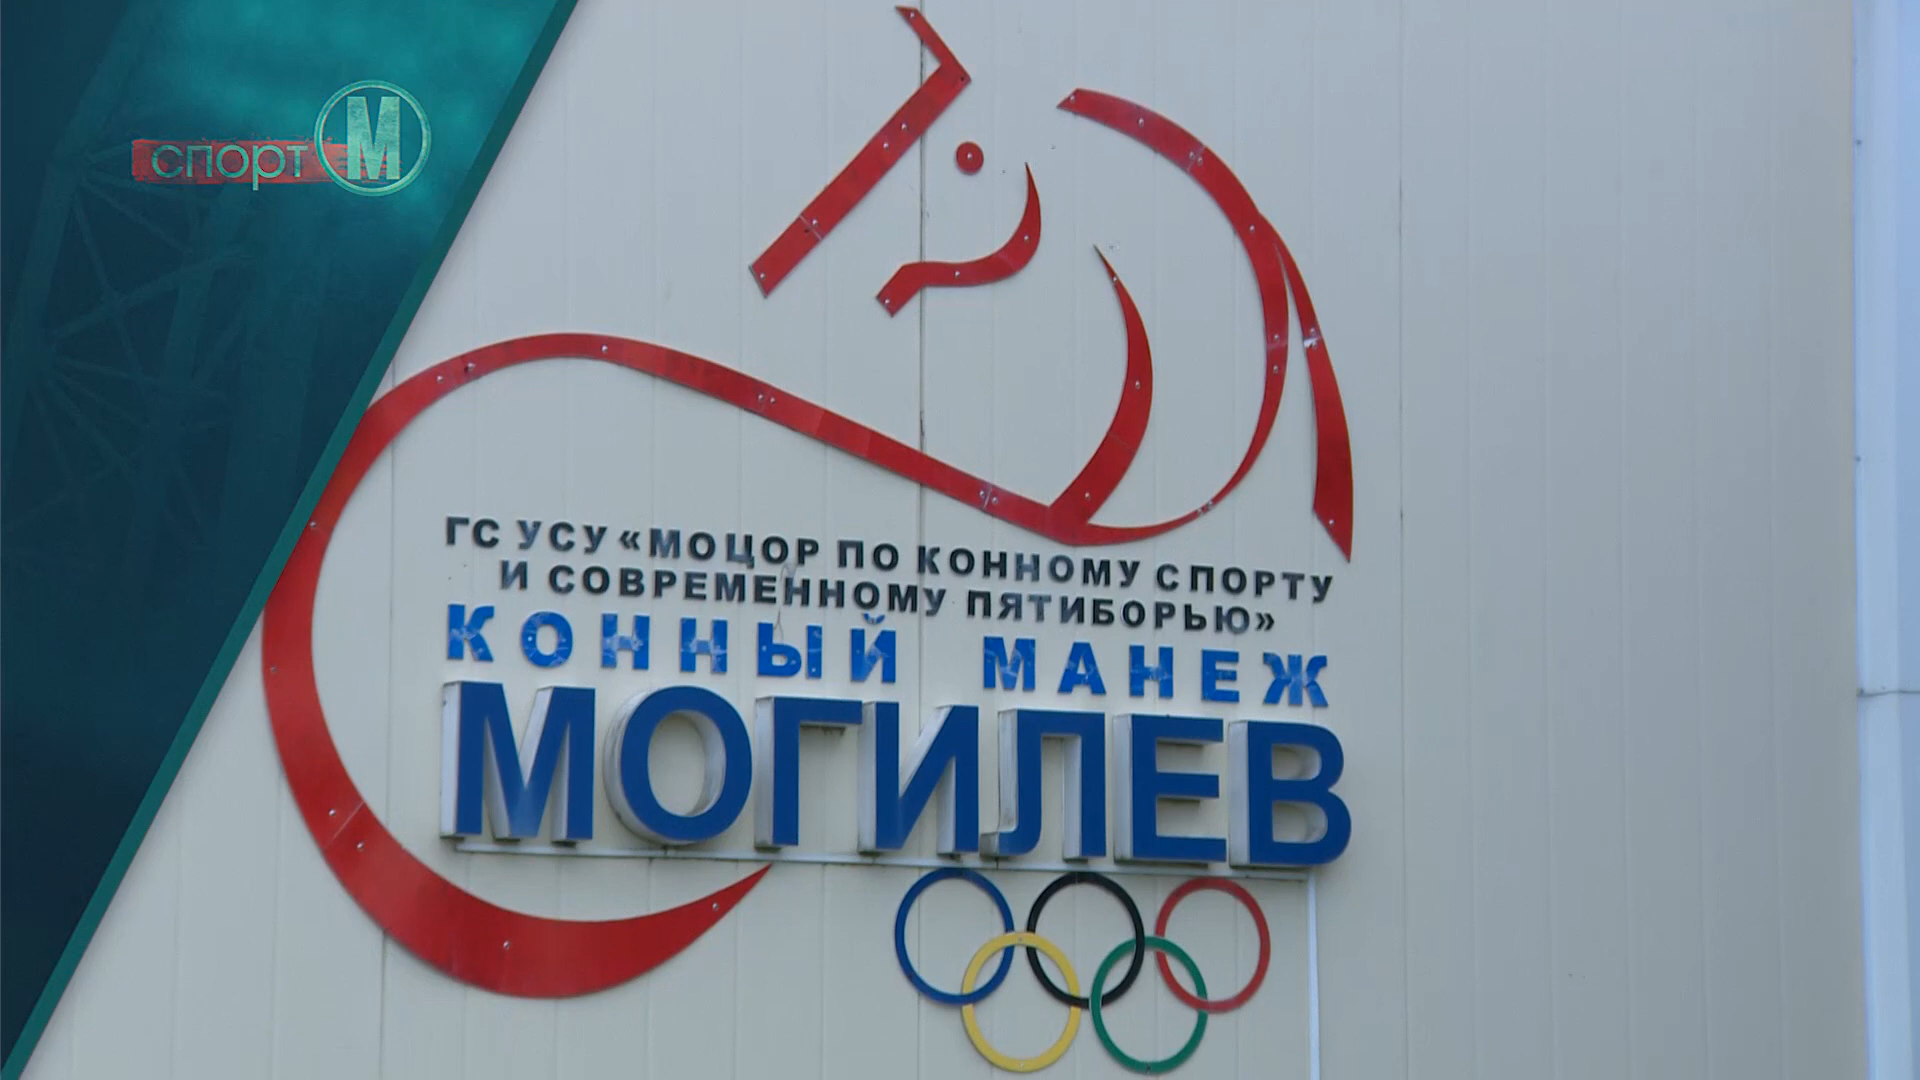 спорт М
ГС УСУ «МОЦОР ПО КОННОМУ СПОРТУ
И СОВРЕМЕННОМУ ПЯТИБОРЬЮ»
КОННЫЙ МАНЕЖ
МОГИЛЕВ